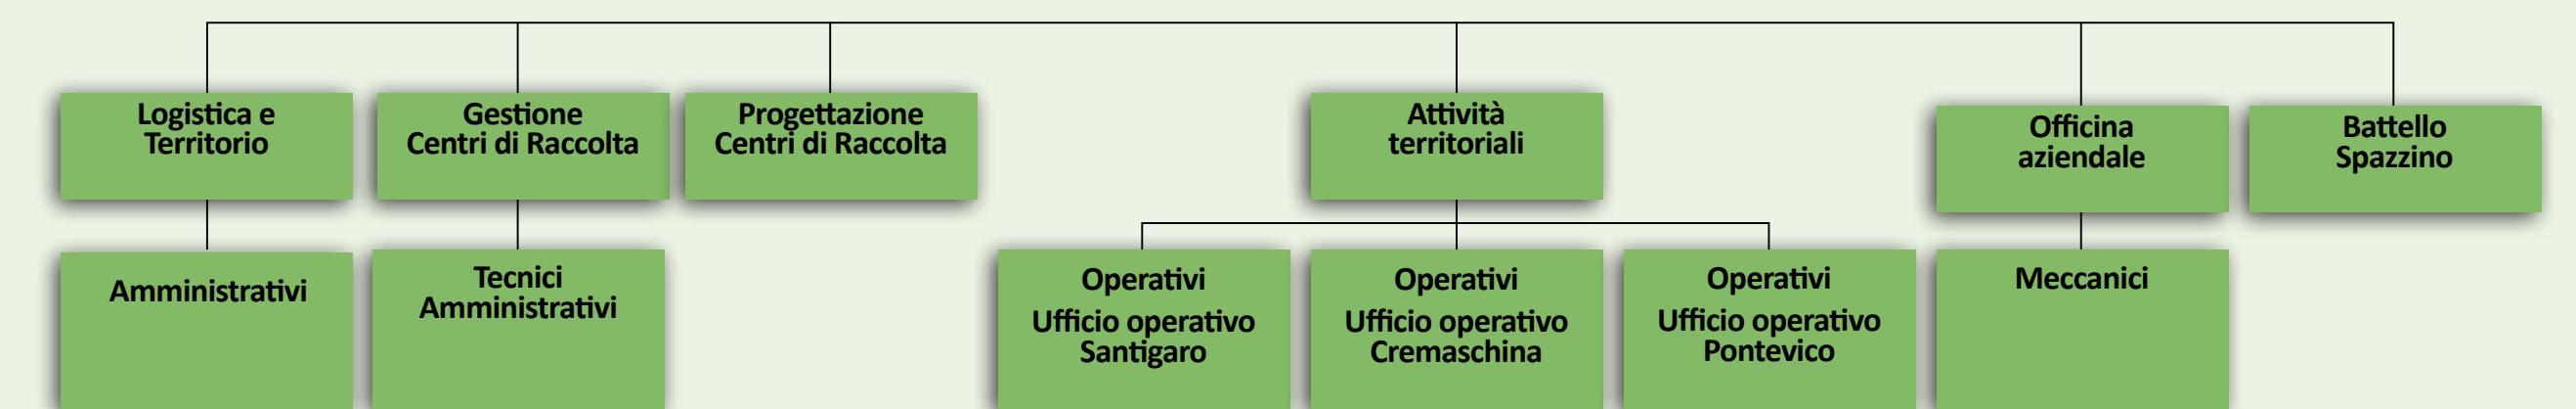 Logistica e
Territorio
Gestione
Centri di Raccolta
Progettazione
Centri di Raccolta
Attività
territoriali
Officina
aziendale
Battello
Spazzino
Amministrativi
Tecnici
Amministrativi
Operativi
Ufficio operativo
Santigaro
Operativi
Ufficio operativo
Cremaschina
Operativi
Ufficio operativo
Pontevico
Meccanici